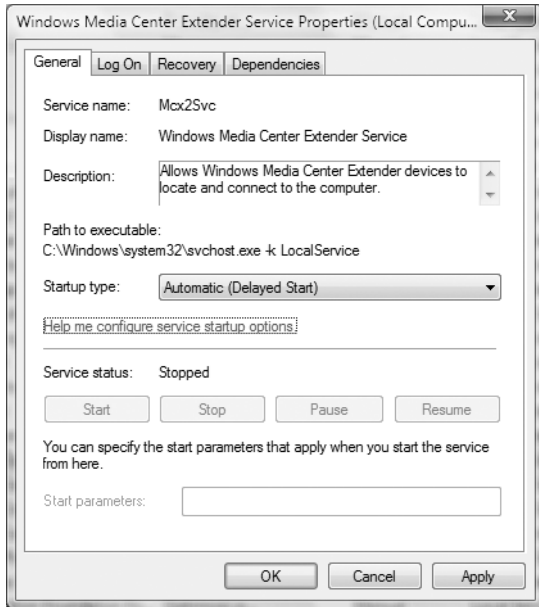 Windows Media Center Extender Service Properties (Local Compu...
General Log On Recovery Dependencies
Service name: Mcx2Svc
Display name: Windows Media Center Extender Service
Description: Allows Windows Media Center Extender devices to
locate and connect to the computer.
Path to executable:
C:\Windows\system32\svchost.exe -k LocalService
Startup type: Automatic (Delayed Start)
Help me configure service startup options.
Service status: Stopped
Start Stop Pause Resume
You can specify the start parameters that apply when you start the service
from here.
Start parameters:
OK Cancel Apply